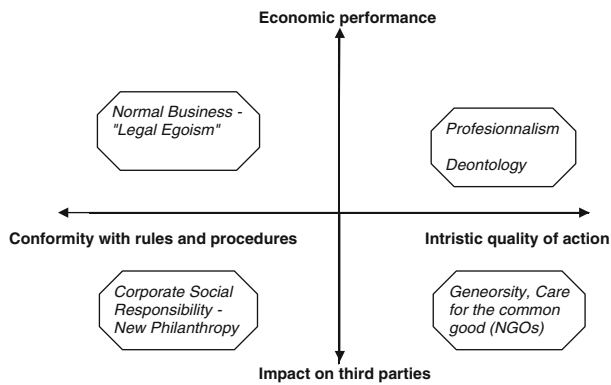 Economic performance
Normal Business -
"Legal Egoism"
Profesionnalism
Deontology
Conformity with rules and procedures
Intristic quality of action
Corporate Social
Responsibility -
New Philanthropy
Geneorsity, Care
for the common
good (NGOs)
Impact on third parties